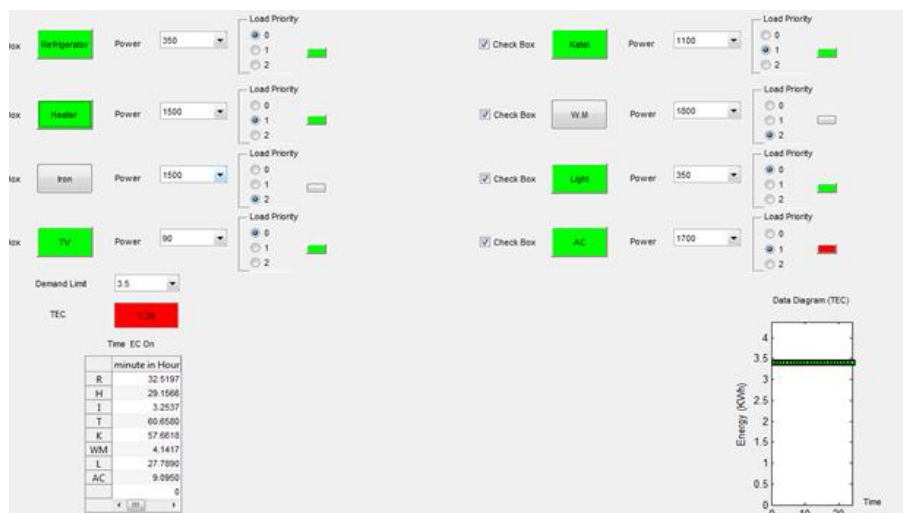 Load Priority
Refrigerator Power 350 0 1 2
Load Priority
Check Box Katel Power 1100 0 1 2
Load Priority
Heater Power 1500 0 1 2
Load Priority
Check Box W.M Power 1800 0 1 2
Load Priority
Iron Power 1500 0 1 2
Load Priority
Check Box Light Power 350 0 1 2
Load Priority
TV Power 90 0 1 2
Load Priority
Check Box AC Power 1700 0 1 2
Demand Limit 3.5
TEC
Time EC On
minute in Hour
R 32.5197
H 29.1566
I 3.2537
T 60.6580
K 57.6618
WM 4.1417
L 27.7890
AC 9.0950
0
Data Diagram (TEC)
Energy (KWh)
4
3.5
3
2.5
2
1.5
1
0.5
0
0 10 20
Time